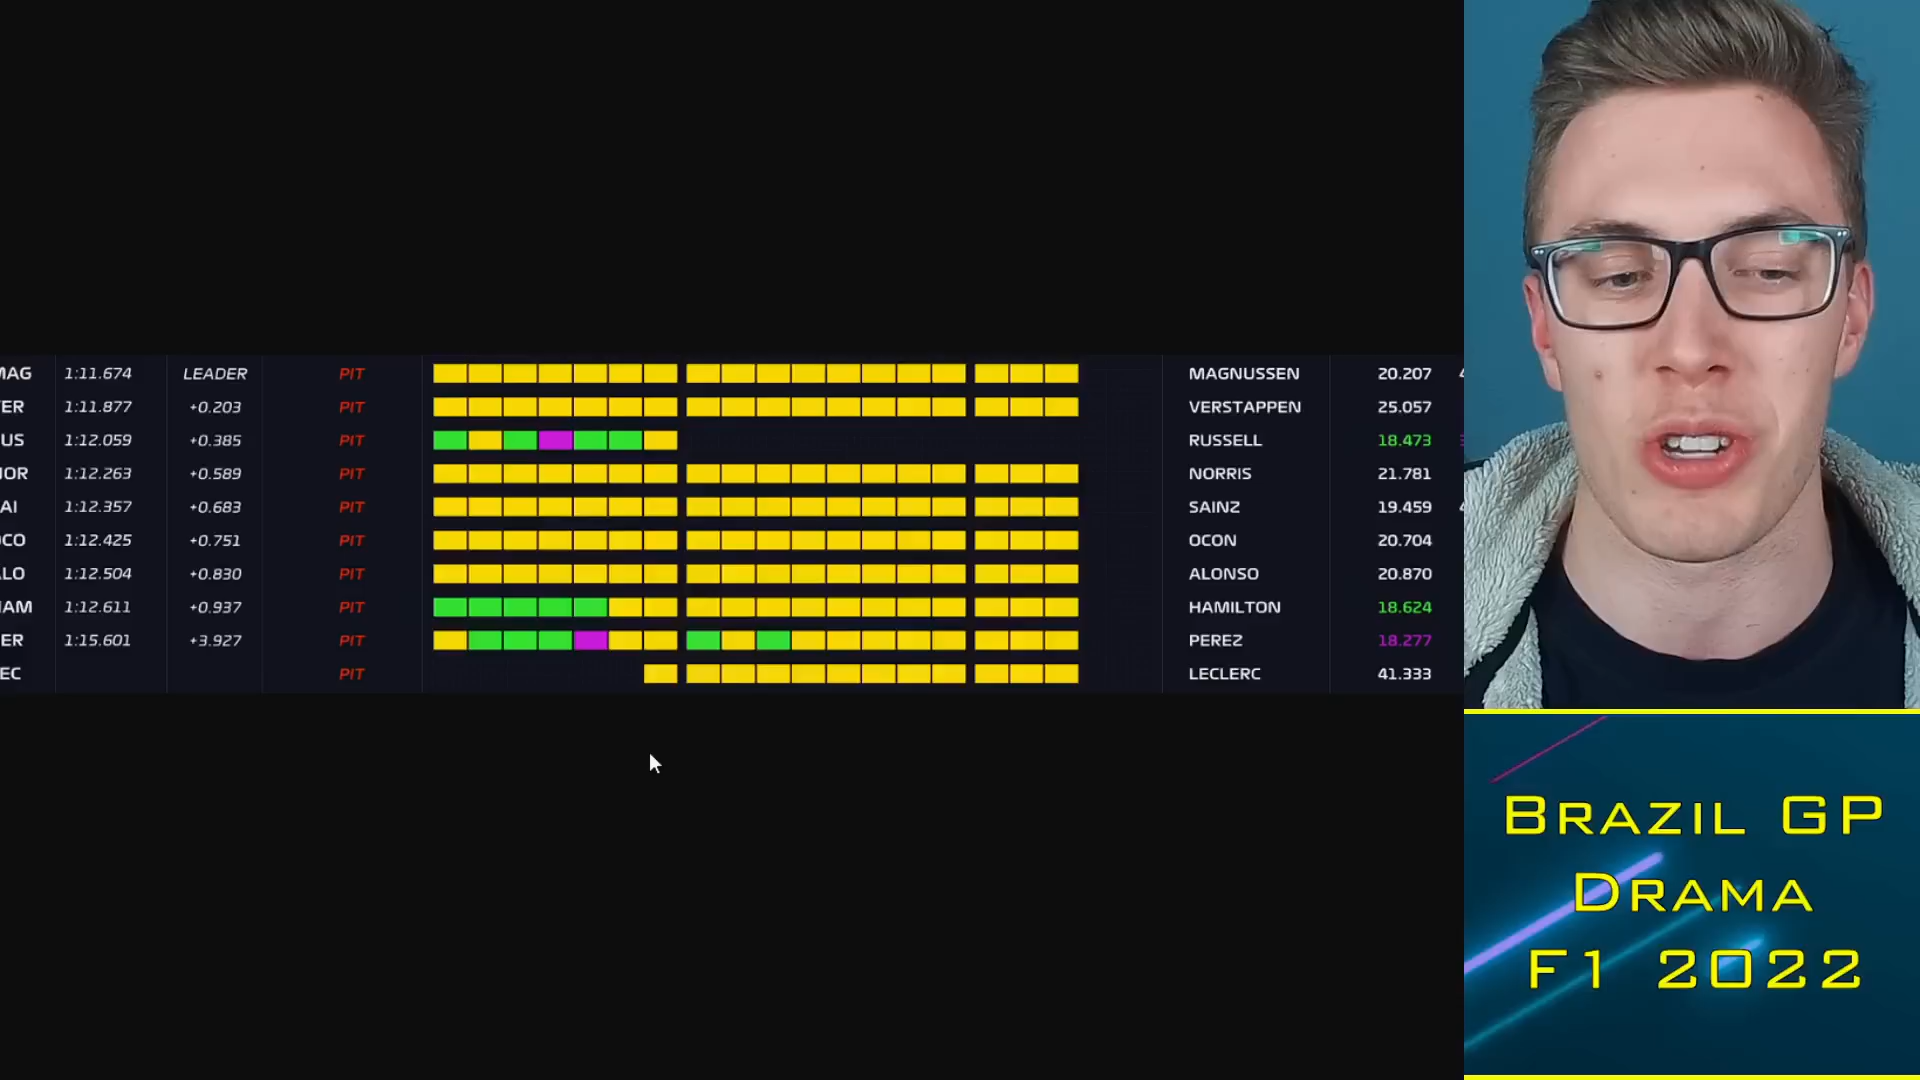 MAG 1:11.674 LEADER PIT MAGNUSSEN 20.207
ER 1:11.877 +0.203 PIT VERSTAPPEN 25.057
US 1:12.059 +0.385 PIT RUSSELL 18.473
OR 1:12.263 +0.589 PIT NORRIS 21.781
AI 1:12.357 +0.683 PIT SAINZ 19.459
CO 1:12.425 +0.751 PIT OCON 20.704
LO 1:12.504 +0.830 PIT ALONSO 20.870
AM 1:12.611 +0.937 PIT HAMILTON 18.624
ER 1:15.601 +3.927 PIT PEREZ 18.277
EC PIT LECLERC 41.333
BRAZIL GP
DRAMA
F1 2022